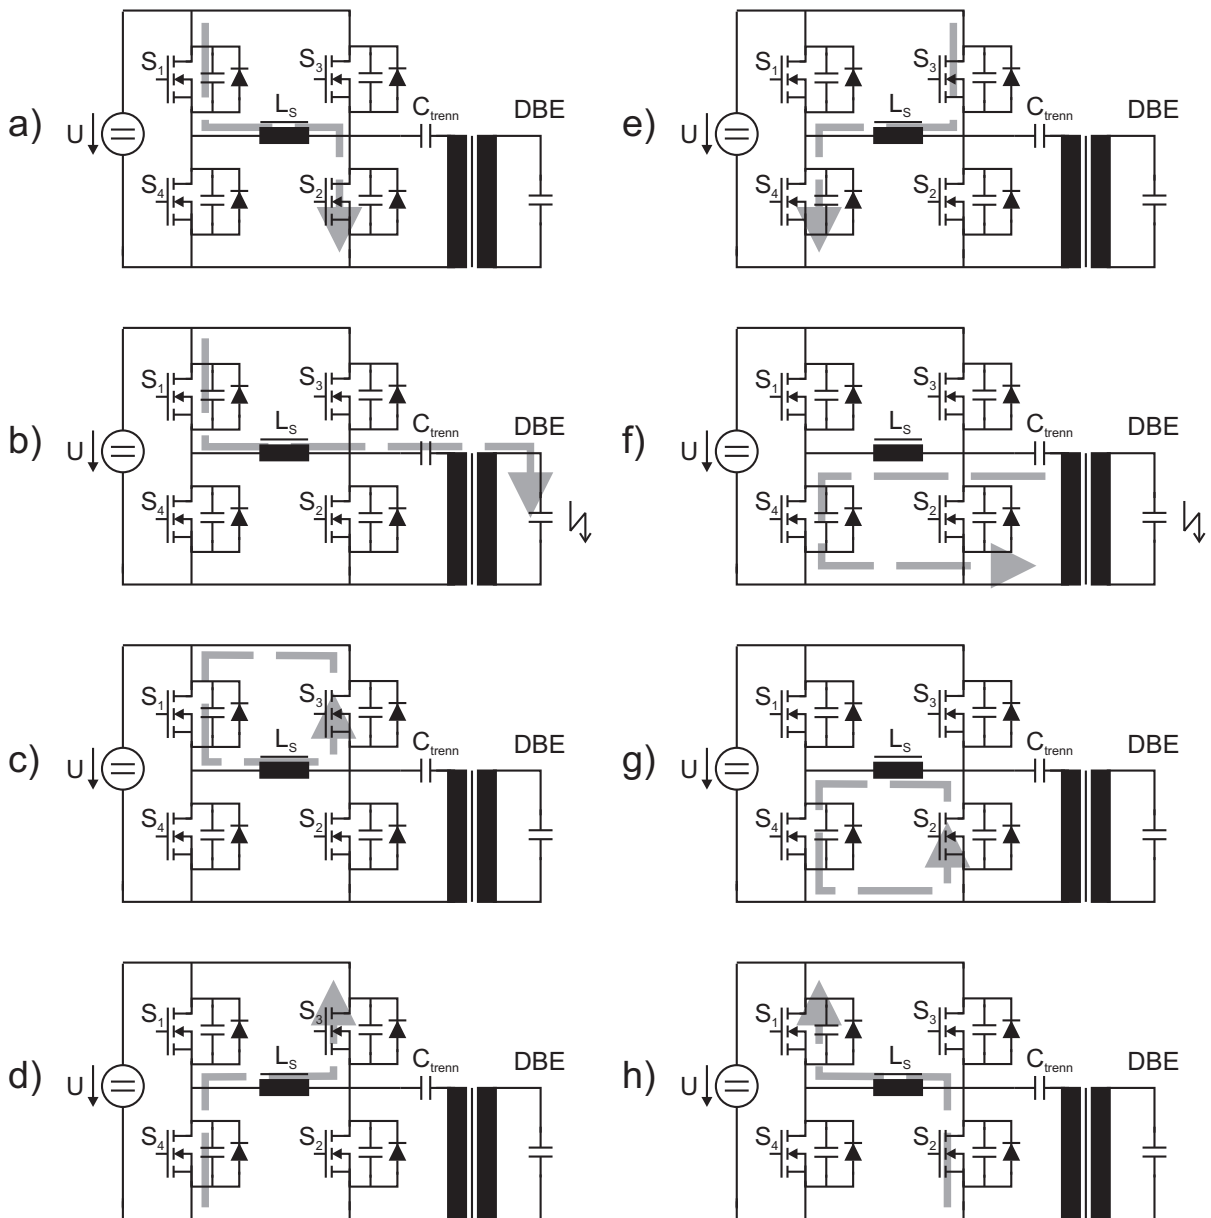 a) U S1 S3 LS Ctrenn DBE S4 S2
e) U S1 S3 LS Ctrenn DBE S4 S2
b) U S1 S3 LS Ctrenn DBE S4 S2
f) U S1 S3 LS Ctrenn DBE S4 S2
c) U S1 S3 LS Ctrenn DBE S4 S2
g) U S1 S3 LS Ctrenn DBE S4 S2
d) U S1 S3 LS Ctrenn DBE S4 S2
h) U S1 S3 LS Ctrenn DBE S4 S2